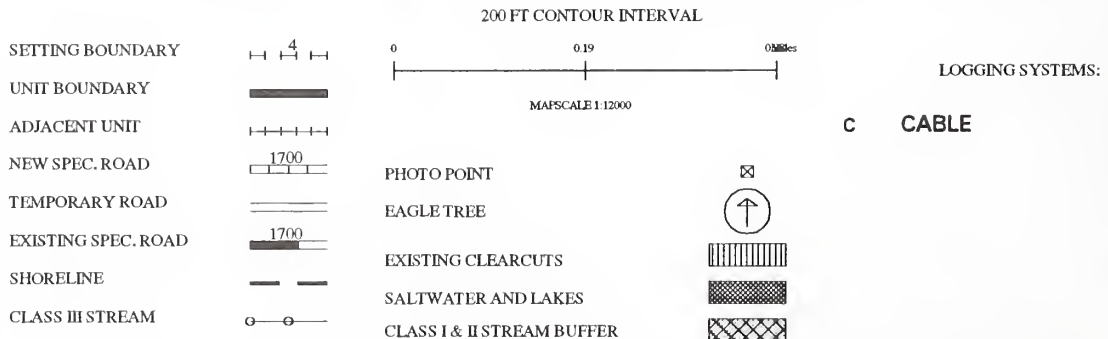 200 FT CONTOUR INTERVAL
SETTING BOUNDARY 4
UNIT BOUNDARY
ADJACENT UNIT
NEW SPEC. ROAD 1700
TEMPORARY ROAD
EXISTING SPEC. ROAD 1700
SHORELINE
CLASS III STREAM
0 0.19
MAPSCALE 1:12000
PHOTO POINT
EAGLE TREE
EXISTING CLEARCUTS
SALTWATER AND LAKES
CLASS I & II STREAM BUFFER
LOGGING SYSTEMS:
C CABLE